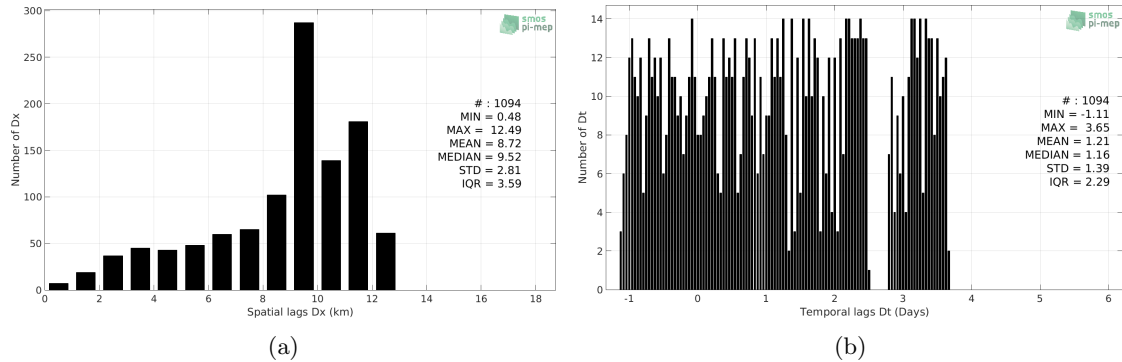 smos
pi-mep
300
250
200
150
100
50
0
Number of Dx
# : 1094
MIN = 0.48
MAX = 12.49
MEAN = 8.72
MEDIAN = 9.52
STD = 2.81
IQR = 3.59
0 2 4 6 8 10 12 14 16 18
Spatial lags Dx (km)
(a)
smos
pi-mep
14
12
10
8
6
4
2
0
Number of Dt
# : 1094
MIN = -1.11
MAX = 3.65
MEAN = 1.21
MEDIAN = 1.16
STD = 1.39
IQR = 2.29
-1 0 1 2 3 4 5 6
Temporal lags Dt (Days)
(b)